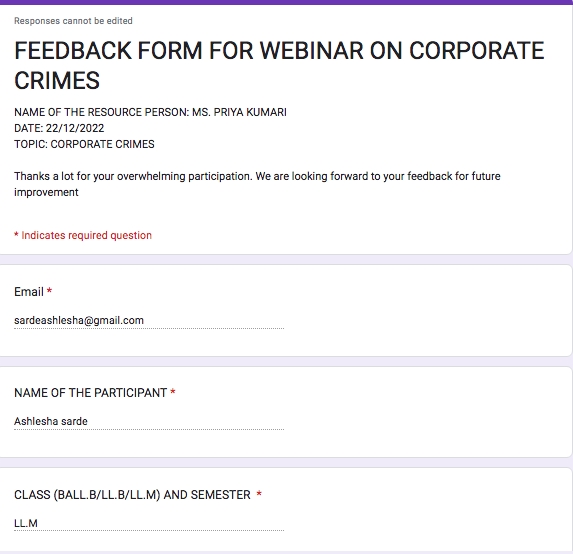 Responses cannot be edited
FEEDBACK FORM FOR WEBINAR ON CORPORATE
CRIMES
NAME OF THE RESOURCE PERSON: MS. PRIYA KUMARI
DATE: 22/12/2022
TOPIC: CORPORATE CRIMES
Thanks a lot for your overwhelming participation. We are looking forward to your feedback for future
improvement
* Indicates required question
Email *
sardeashlesha@gmail.com
NAME OF THE PARTICIPANT *
Ashlesha sarde
CLASS (BALL.B/LL.B/LL.M) AND SEMESTER *
LL.M